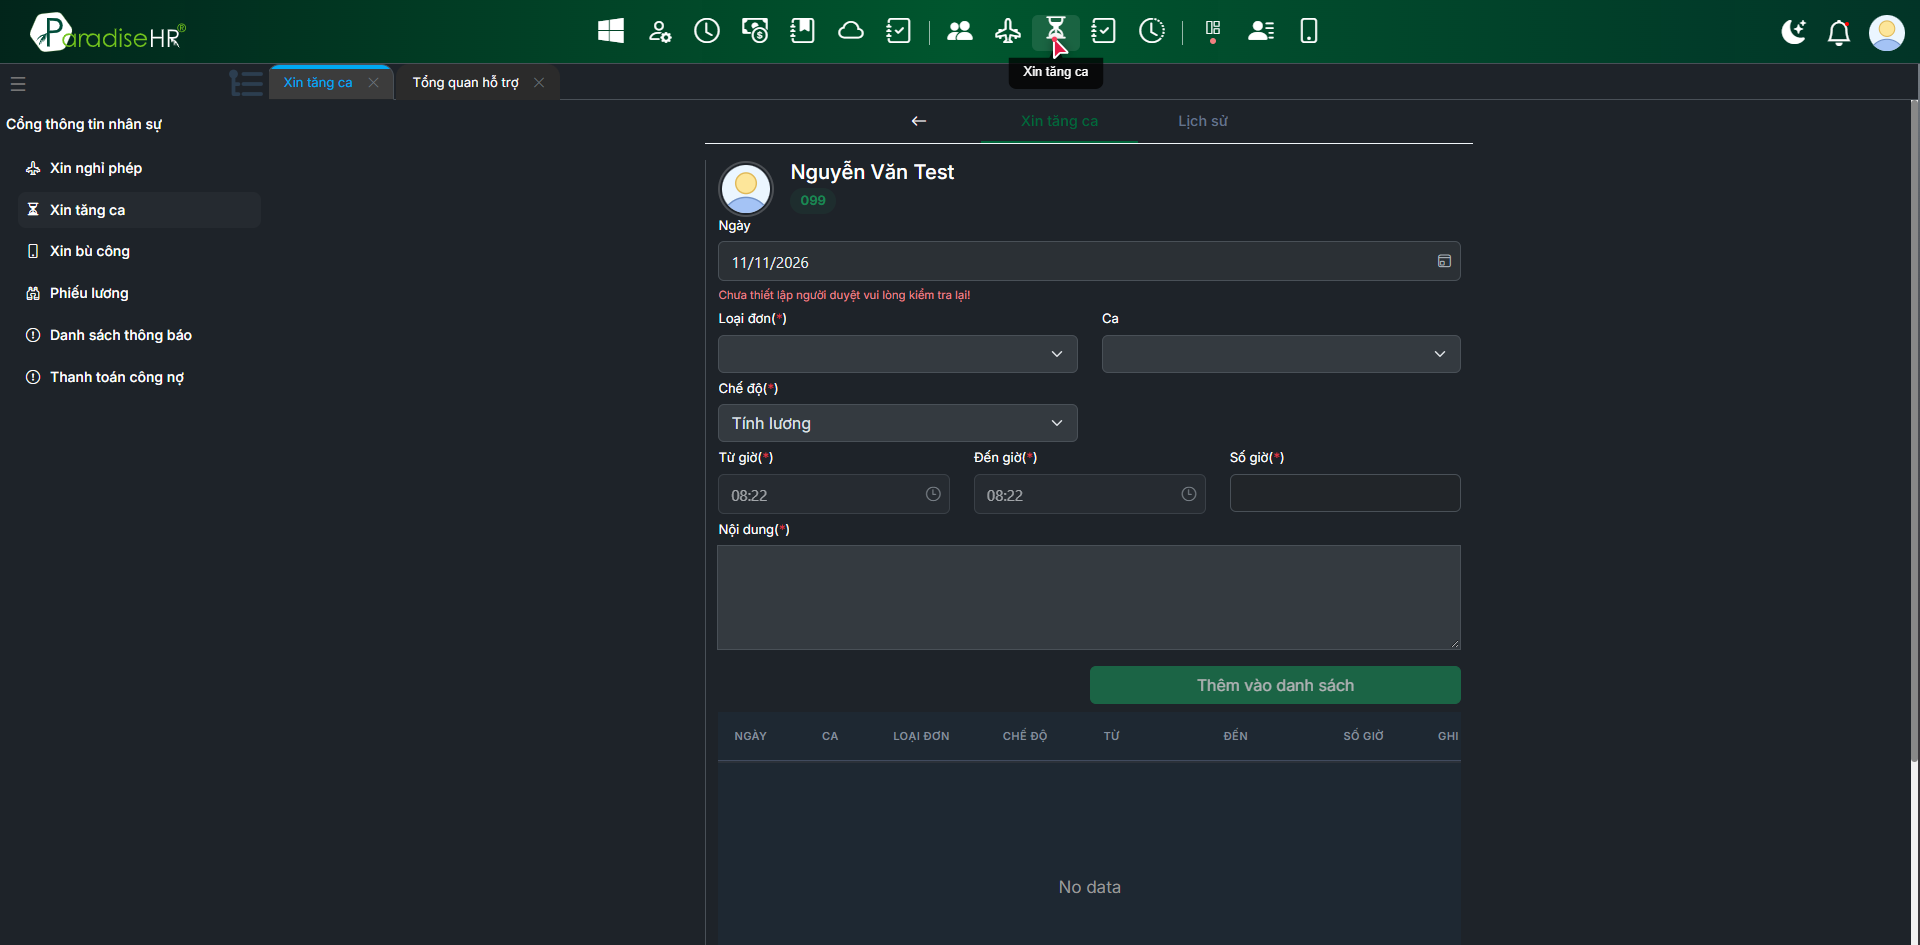 ParadiseHR®
Xin tăng ca
Xin tăng ca
Tổng quan hỗ trợ
Cổng thông tin nhân sự
Xin nghỉ phép
Xin tăng ca
Xin bù công
Phiếu lương
Danh sách thông báo
Thanh toán công nợ
Xin tăng ca
Lịch sử
Nguyễn Văn Test
099
Ngày
11/11/2026
Chưa thiết lập người duyệt vui lòng kiểm tra lại!
Loại đơn(*)
Ca
Chế độ(*)
Tính lương
Từ giờ(*)
Đến giờ(*)
Số giờ(*)
08:22
08:22
Nội dung(*)
Thêm vào danh sách
NGÀY
CA
LOẠI ĐƠN
CHẾ ĐỘ
TỪ
ĐẾN
SỐ GIỜ
GHI
No data